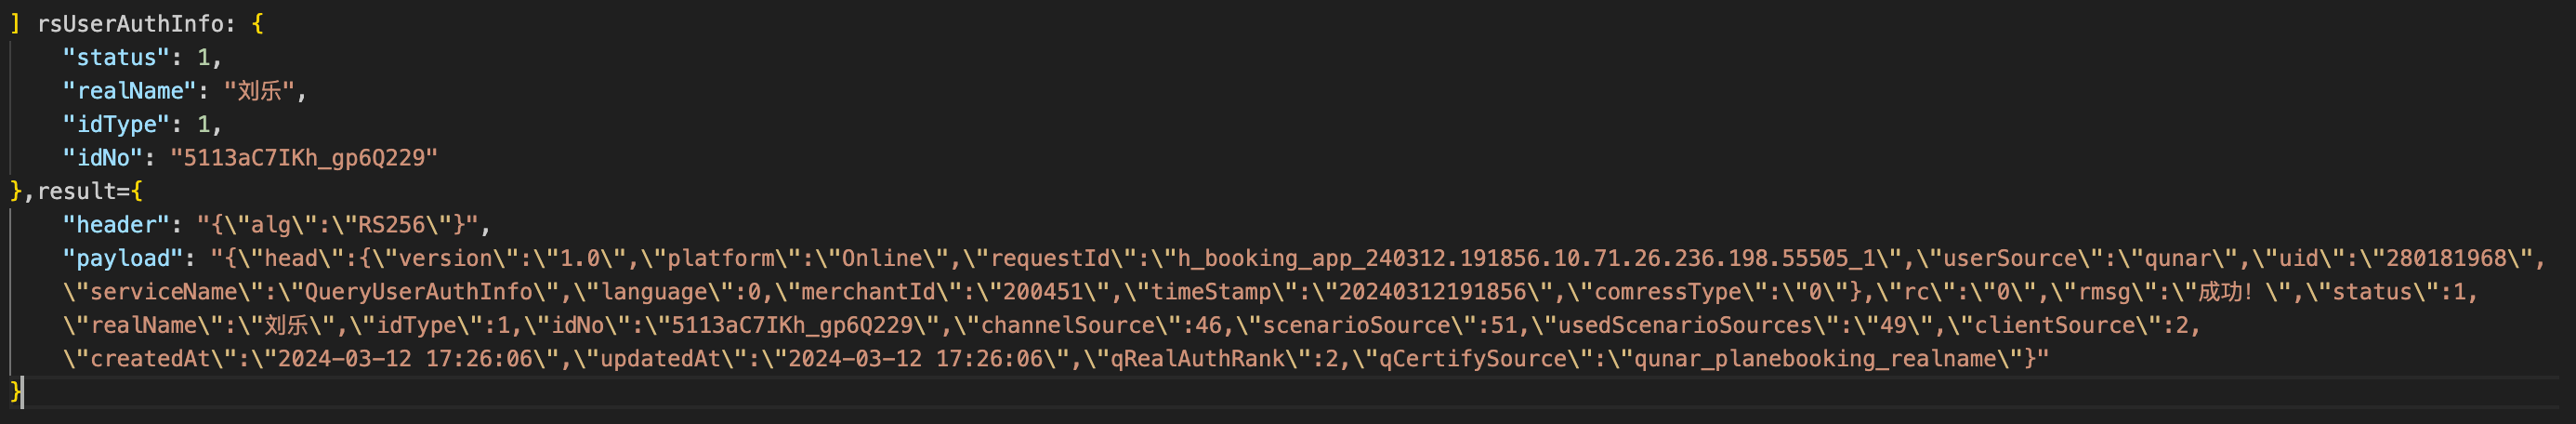 ] rsUserAuthInfo: {
"status": 1,
"realName": "刘乐",
"idType": 1,
"idNo": "5113aC7IKh_gp6Q229"
},result={
"header": "{\"alg\":\"RS256\"}",
"payload": "{\"head\":{\"version\":\"1.0\",\"platform\":\"Online\",\"requestId\":\"h_booking_app_240312.191856.10.71.26.236.198.55505_1\",\"userSource\":\"qunar\",\"uid\":\"280181968\",
\"serviceName\":\"QueryUserAuthInfo\",\"language\":0,\"merchantId\":\"200451\",\"timeStamp\":\"20240312191856\",\"comressType\":\"0\"},\"rc\":\"0\",\"rmsg\":\"成功！\",\"status\":1,
\"realName\":\"刘乐\",\"idType\":1,\"idNo\":\"5113aC7IKh_gp6Q229\",\"channelSource\":46,\"scenarioSource\":51,\"usedScenarioSources\":\"49\",\"clientSource\":2,
\"createdAt\":\"2024-03-12 17:26:06\",\"updatedAt\":\"2024-03-12 17:26:06\",\"qRealAuthRank\":2,\"qCertifySource\":\"qunar_planebooking_realname\"}"
}